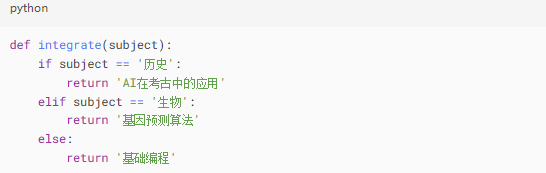 python
def integrate(subject):
    if subject == '历史':
        return 'AI在考古中的应用'
    elif subject == '生物':
        return '基因预测算法'
    else:
        return '基础编程'